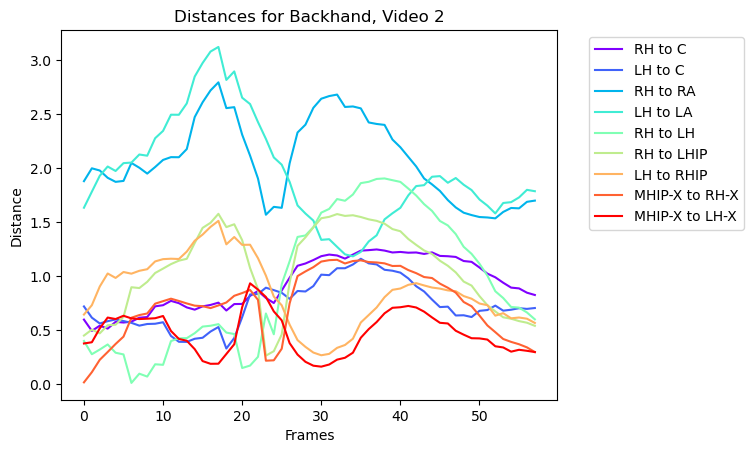 Distances for Backhand, Video 2
3.0
2.5
2.0
1.5
1.0
0.5
0.0
Distance
0
10
20
30
40
50
Frames
RH to C
LH to C
RH to RA
LH to LA
RH to LH
RH to LHIP
LH to RHIP
MHIP-X to RH-X
MHIP-X to LH-X